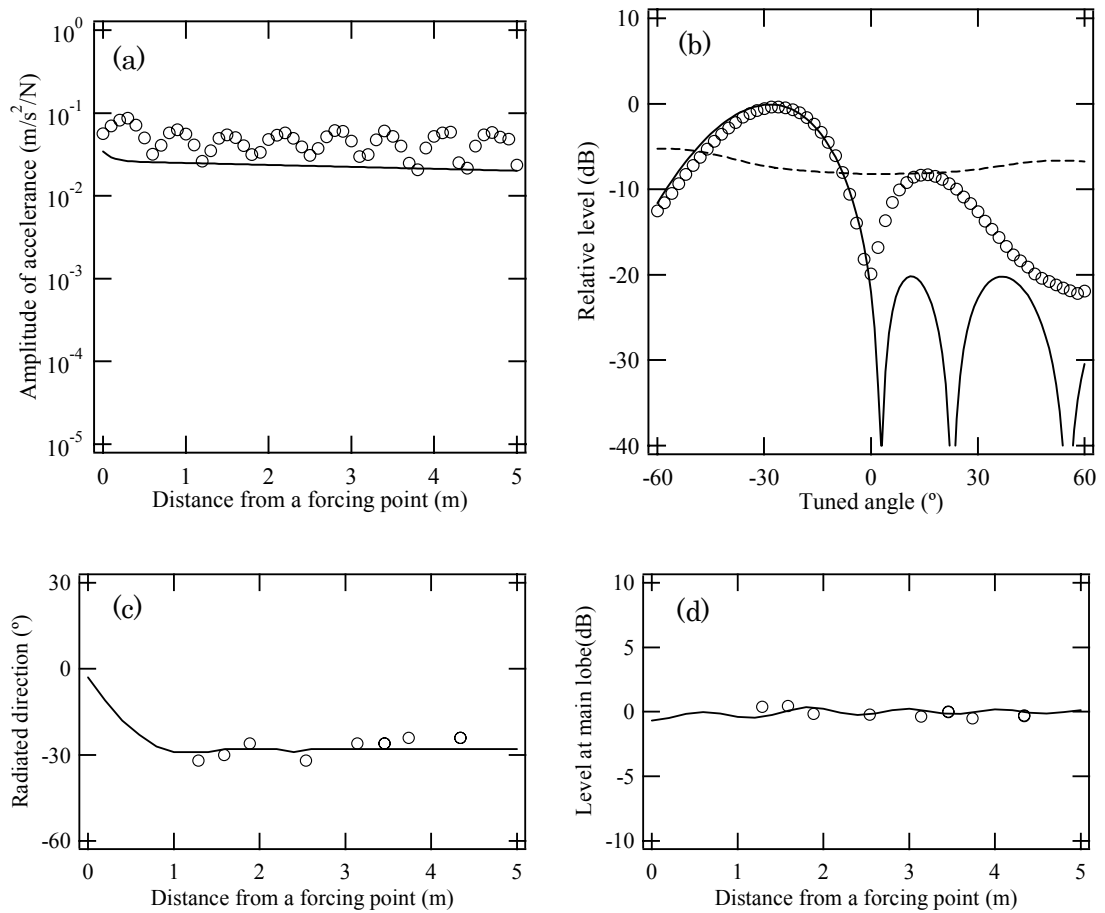 (a)
Amplitude of accelerance (m/s²/N)
10⁰
10⁻¹
10⁻²
10⁻³
10⁻⁴
10⁻⁵
0 1 2 3 4 5
Distance from a forcing point (m)
(b)
Relative level (dB)
10
0
-10
-20
-30
-40
-60 -30 0 30 60
Tuned angle (º)
(c)
Radiated direction (º)
30
0
-30
-60
0 1 2 3 4 5
Distance from a forcing point (m)
(d)
Level at main lobe(dB)
10
5
0
-5
-10
0 1 2 3 4 5
Distance from a forcing point (m)